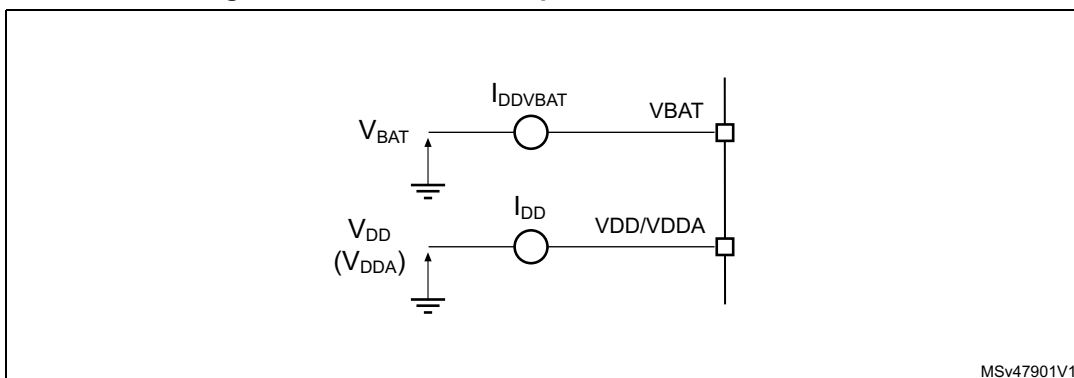 I_DDVBAT
VBAT
V_BAT
I_DD
VDD/VDDA
V_DD
(V_DDA)
MSv47901V1